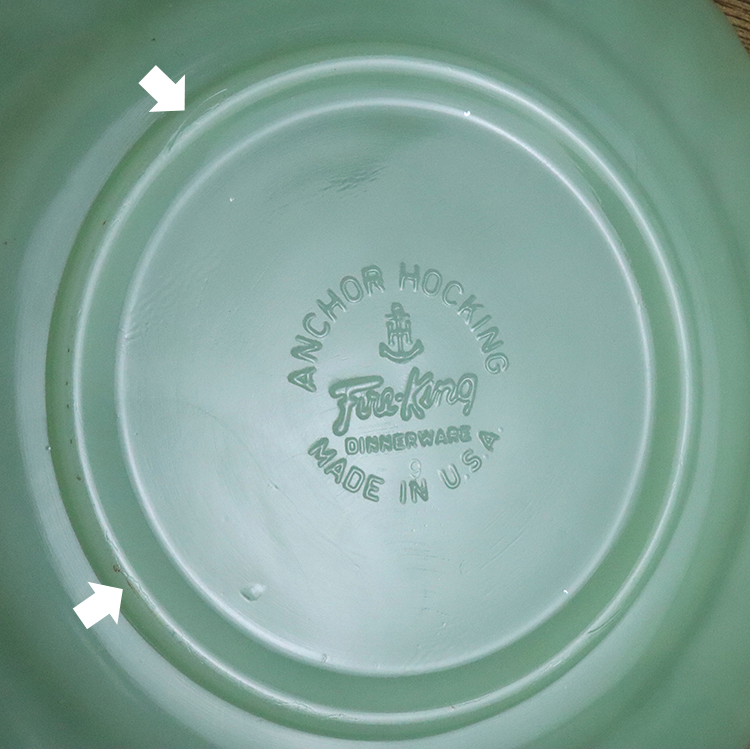 ANCHOR HOCKING
Fire-King
DINNERWARE
9
MADE IN U.S.A